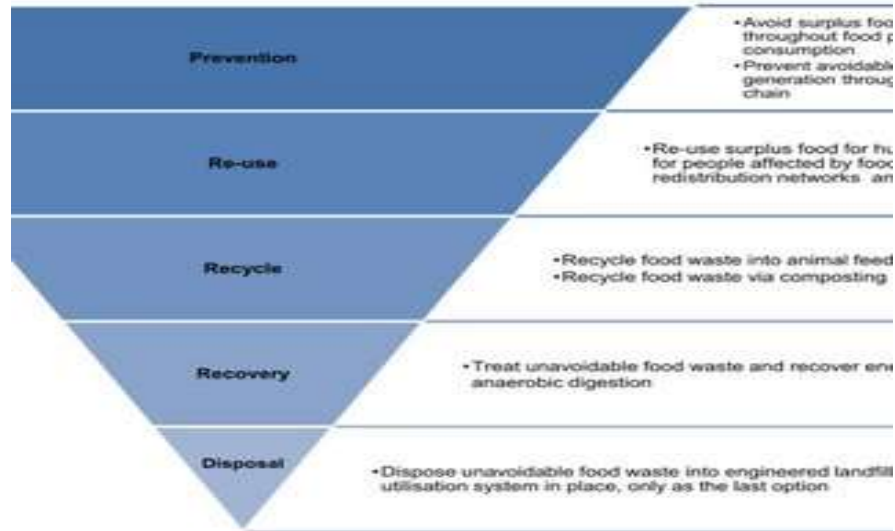 Prevention
•Avoid surplus foo
throughout food p
consumption
•Prevent avoidable
generation throug
chain
Re-use
•Re-use surplus food for hu
for people affected by food
redistribution networks an
Recycle
•Recycle food waste into animal feed
•Recycle food waste via composting
Recovery
•Treat unavoidable food waste and recover ene
anaerobic digestion
Disposal
•Dispose unavoidable food waste into engineered landfill
utilisation system in place, only as the last option